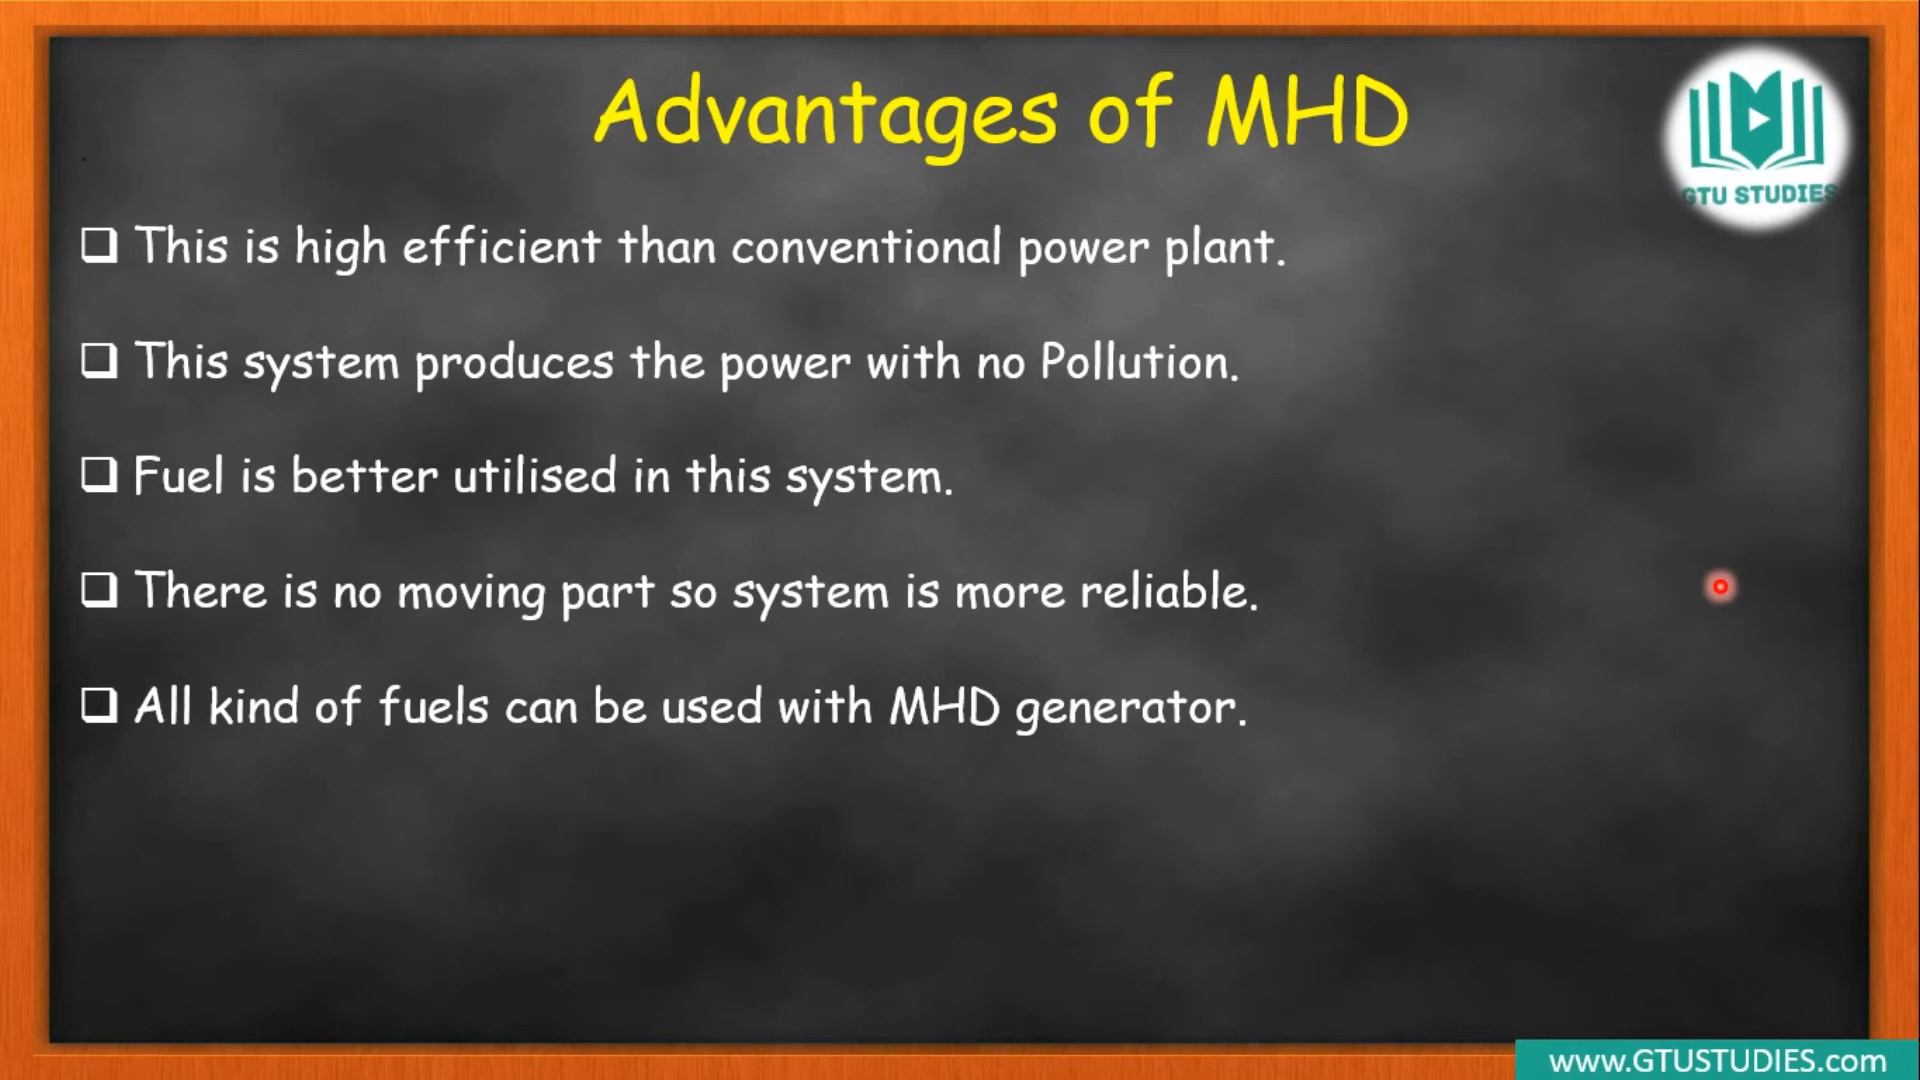 Advantages of MHD
GTU STUDIES
This is high efficient than conventional power plant.
This system produces the power with no Pollution.
Fuel is better utilised in this system.
There is no moving part so system is more reliable.
All kind of fuels can be used with MHD generator.
www.GTUSTUDIES.com